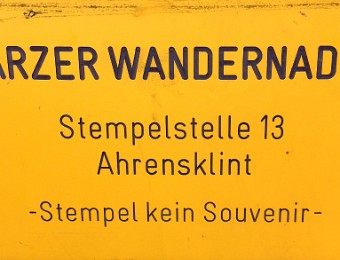 ARZER WANDERNAD
Stempelstelle 13
Ahrensklint
-Stempel kein Souvenir-